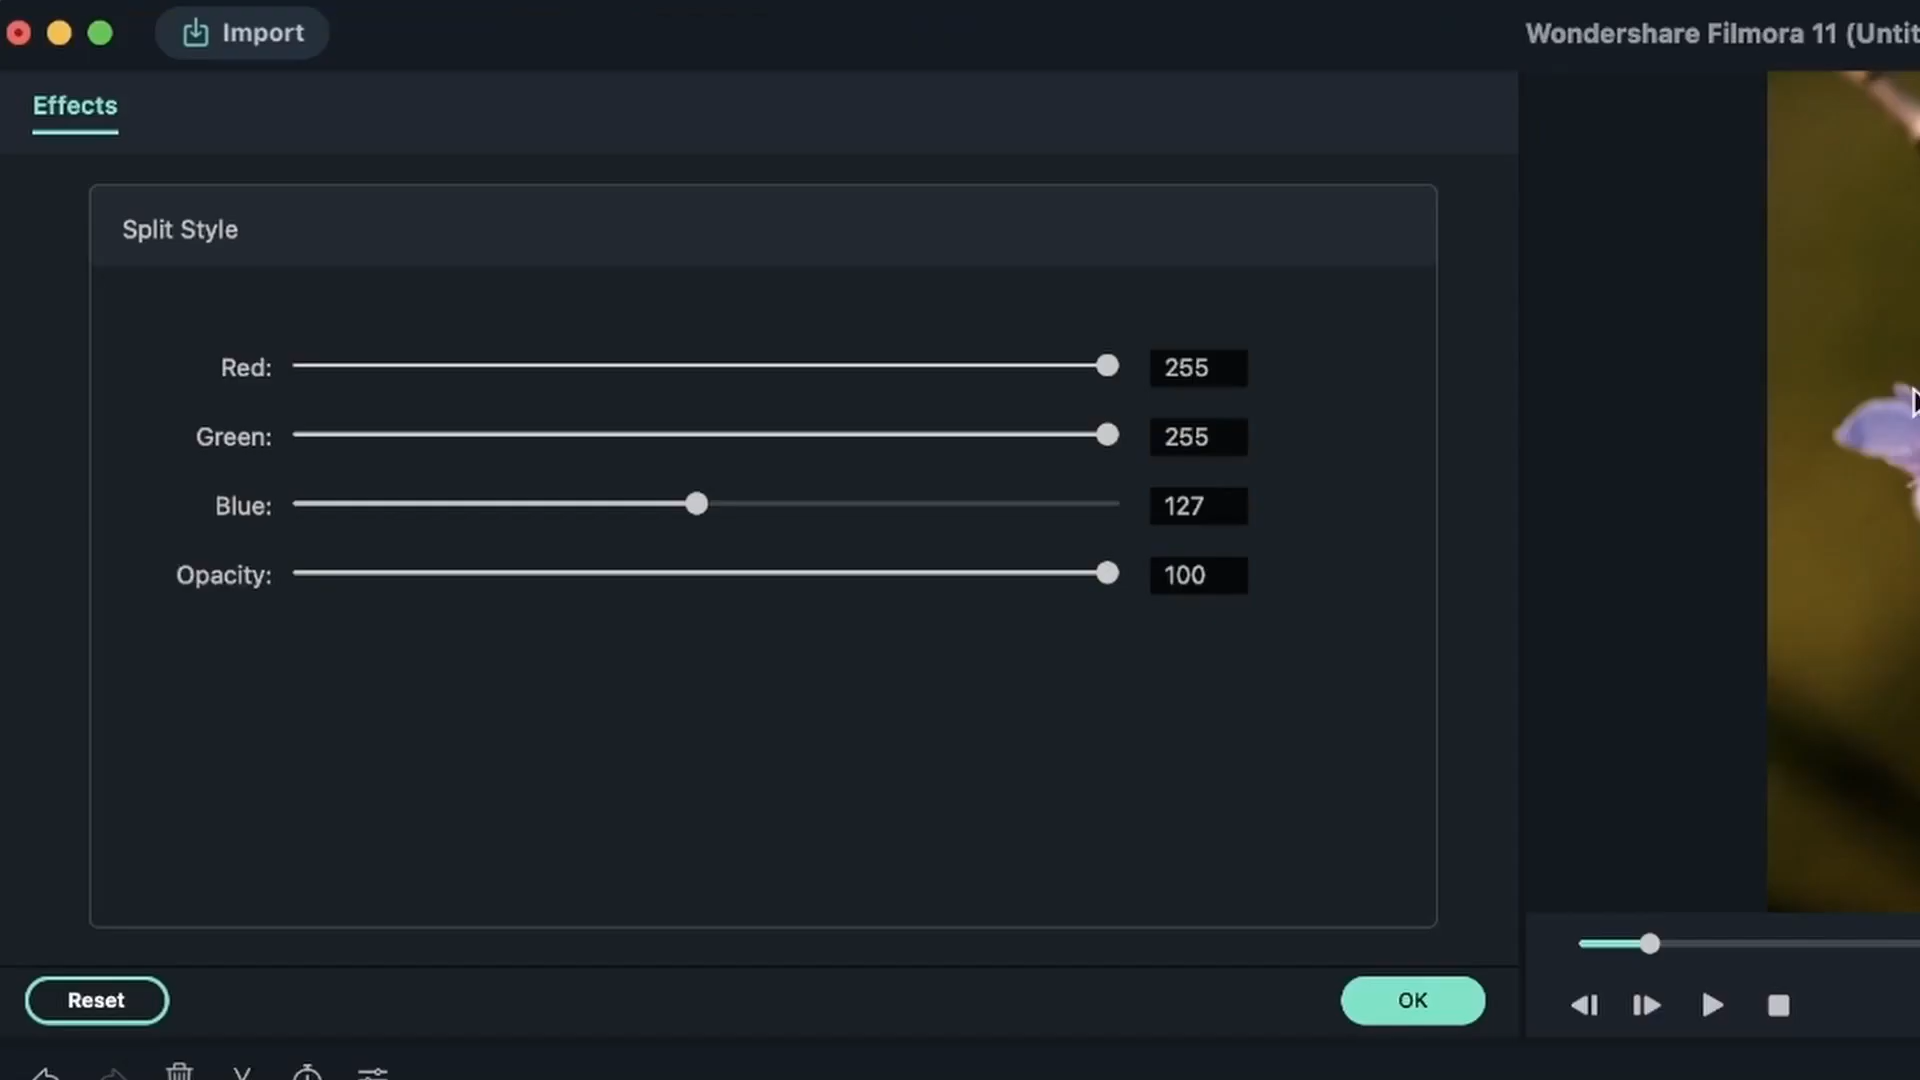 Import
Wondershare Filmora 11 (Untit
Effects
Split Style
Red: 255
Green: 255
Blue: 127
Opacity: 100
Reset
OK